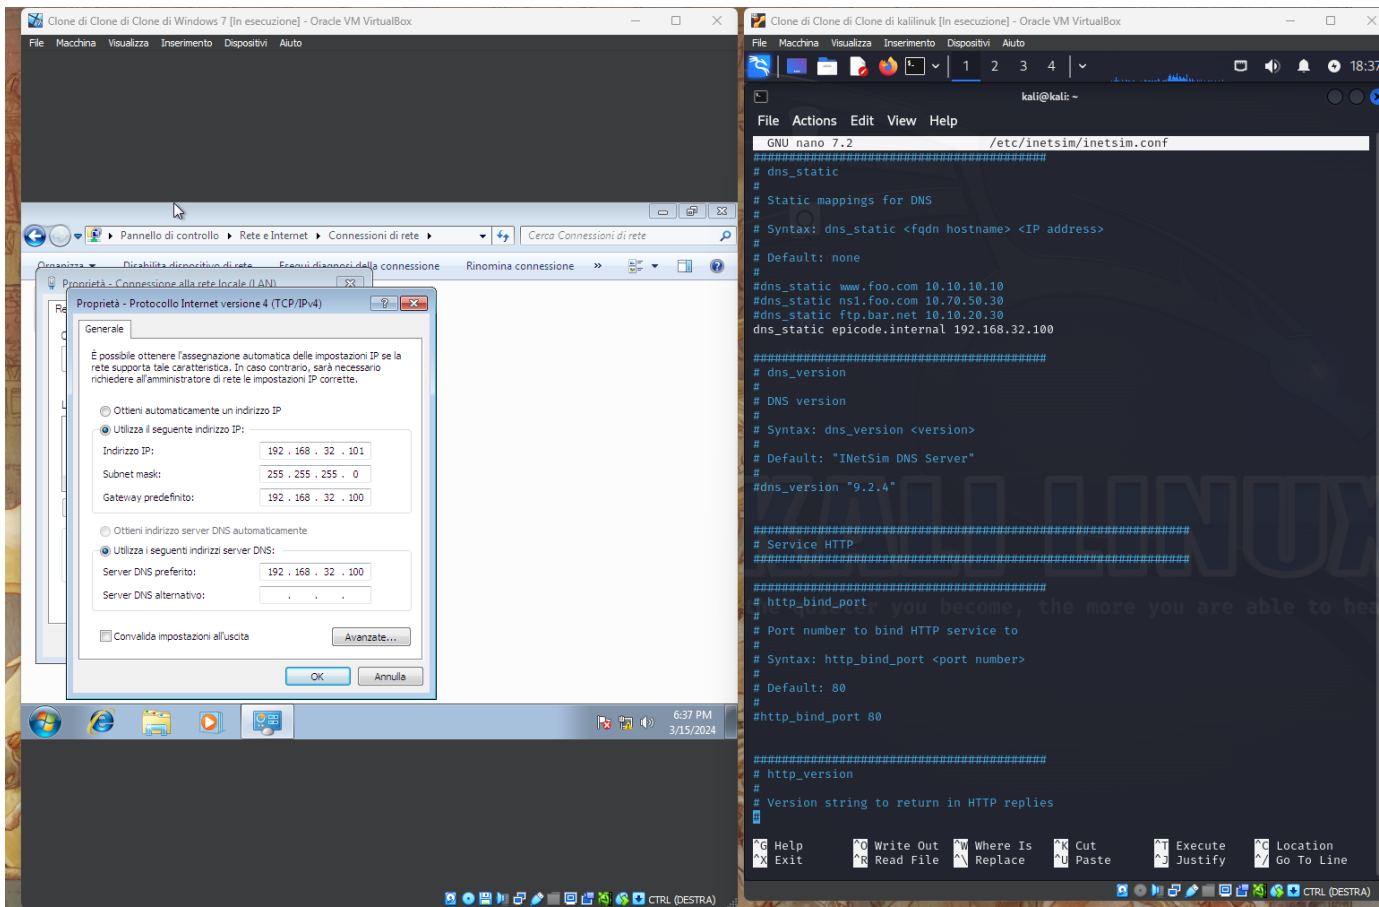 Clone di Clone di Clone di Windows 7 [In esecuzione] - Oracle VM VirtualBox
File Macchina Visualizza Inserimento Dispositivi Aiuto
Pannello di controllo Rete e Internet Connessioni di rete
Cerca Connessioni di rete
Organizza Disabilita dispositivo di rete Esegui diagnosi della connessione Rinomina connessione »
Proprietà - Connessione alla rete locale (LAN)
Re
Proprietà - Protocollo Internet versione 4 (TCP/IPv4)
Generale
È possibile ottenere l'assegnazione automatica delle impostazioni IP se la
rete supporta tale caratteristica. In caso contrario, sarà necessario
richiedere all'amministratore di rete le impostazioni IP corrette.
Ottieni automaticamente un indirizzo IP
Utilizza il seguente indirizzo IP:
Indirizzo IP: 192 . 168 . 32 . 101
Subnet mask: 255 . 255 . 255 . 0
Gateway predefinito: 192 . 168 . 32 . 100
Ottieni indirizzo server DNS automaticamente
Utilizza i seguenti indirizzi server DNS:
Server DNS preferito: 192 . 168 . 32 . 100
Server DNS alternativo: . . .
Convalida impostazioni all'uscita
Avanzate...
OK Annulla
6:37 PM
3/15/2024
CTRL (DESTRA)
Clone di Clone di Clone di kalilinuk [In esecuzione] - Oracle VM VirtualBox
File Macchina Visualizza Inserimento Dispositivi Aiuto
1 2 3 4 18:37
kali@kali: ~
File Actions Edit View Help
GNU nano 7.2 /etc/inetsim/inetsim.conf
#########################################
# dns_static
#
# Static mappings for DNS
#
# Syntax: dns_static <fqdn hostname> <IP address>
#
# Default: none
#
#dns_static www.foo.com 10.10.10.10
#dns_static ns1.foo.com 10.70.50.30
#dns_static ftp.bar.net 10.10.20.30
dns_static epicode.internal 192.168.32.100
#########################################
# dns_version
#
# DNS version
#
# Syntax: dns_version <version>
#
# Default: "INetSim DNS Server"
#
#dns_version "9.2.4"
#############################################################
# Service HTTP
#############################################################
#########################################
# http_bind_port
#
# Port number to bind HTTP service to
#
# Syntax: http_bind_port <port number>
#
# Default: 80
#
#http_bind_port 80
#########################################
# http_version
#
# Version string to return in HTTP replies
#
^G Help ^O Write Out ^W Where Is ^K Cut ^T Execute ^C Location
^X Exit ^R Read File ^\ Replace ^U Paste ^J Justify ^/ Go To Line
KALI LINUX
you become, the more you are able to hea
CTRL (DESTRA)